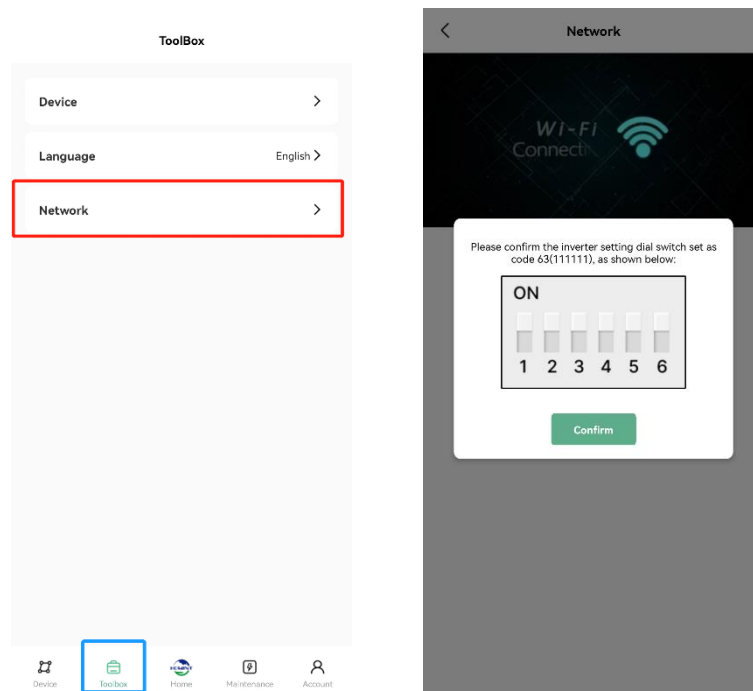 ToolBox
Device
Language
English
Network
Device
Toolbox
Home
Maintenance
Account
Network
Wi-Fi
Connecti
Please confirm the inverter setting dial switch set as
code 63(111111), as shown below:
ON
1 2 3 4 5 6
Confirm